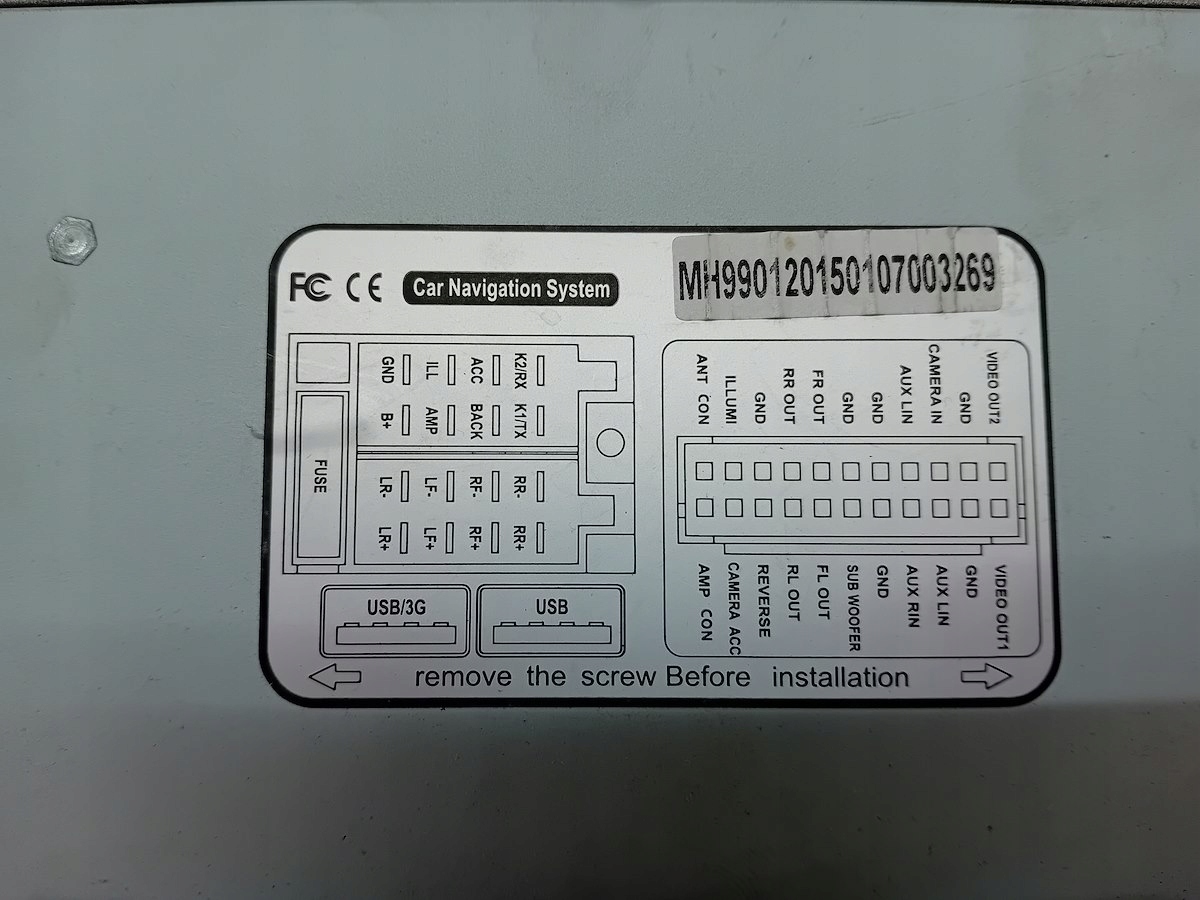 FC CE Car Navigation System
MH990120150107003269
GND ILL ACC K2/RX
B+ AMP BACK K1/TX
FUSE
LR- LF- RF- RR-
LR+ LF+ RF+ RR+
USB/3G USB
ANT CON ILLUMI GND RR OUT FR OUT GND GND AUX LIN CAMERA IN GND VIDEO OUT2
AMP CON CAMERA ACC REVERSE RL OUT FL OUT SUB WOOFER GND AUX RIN AUX LIN GND VIDEO OUT1
remove the screw Before installation